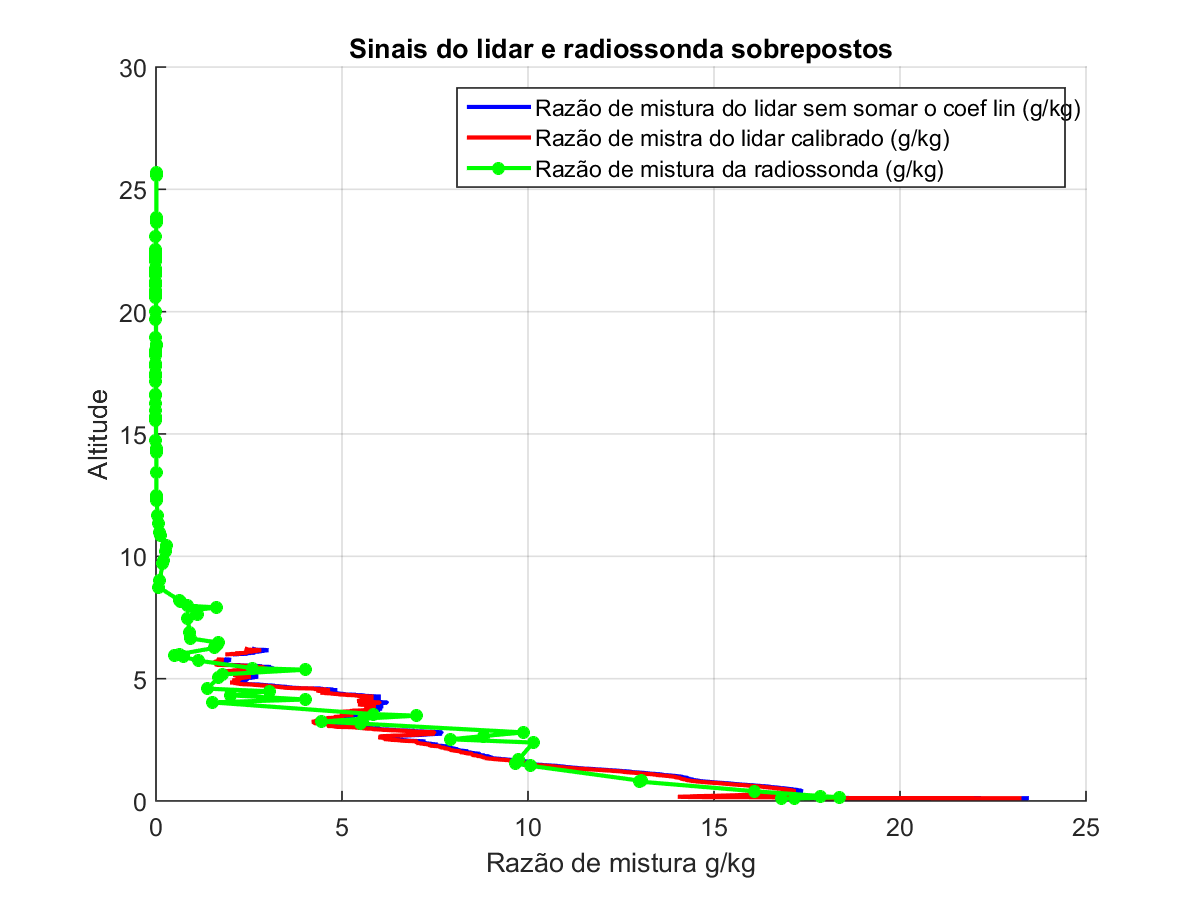 Sinais do lidar e radiossonda sobrepostos
30
25
20
15
10
5
0
Altitude
Razão de mistura do lidar sem somar o coef lin (g/kg)
Razão de mistra do lidar calibrado (g/kg)
Razão de mistura da radiossonda (g/kg)
0 5 10 15 20 25
Razão de mistura g/kg